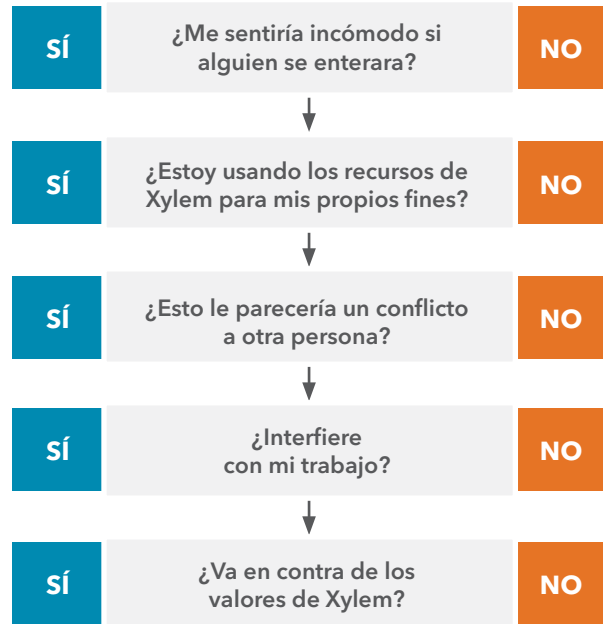 SÍ
¿Me sentiría incómodo si
alguien se enterara?
NO
SÍ
¿Estoy usando los recursos de
Xylem para mis propios fines?
NO
SÍ
¿Esto le parecería un conflicto
a otra persona?
NO
SÍ
¿Interfiere
con mi trabajo?
NO
SÍ
¿Va en contra de los
valores de Xylem?
NO